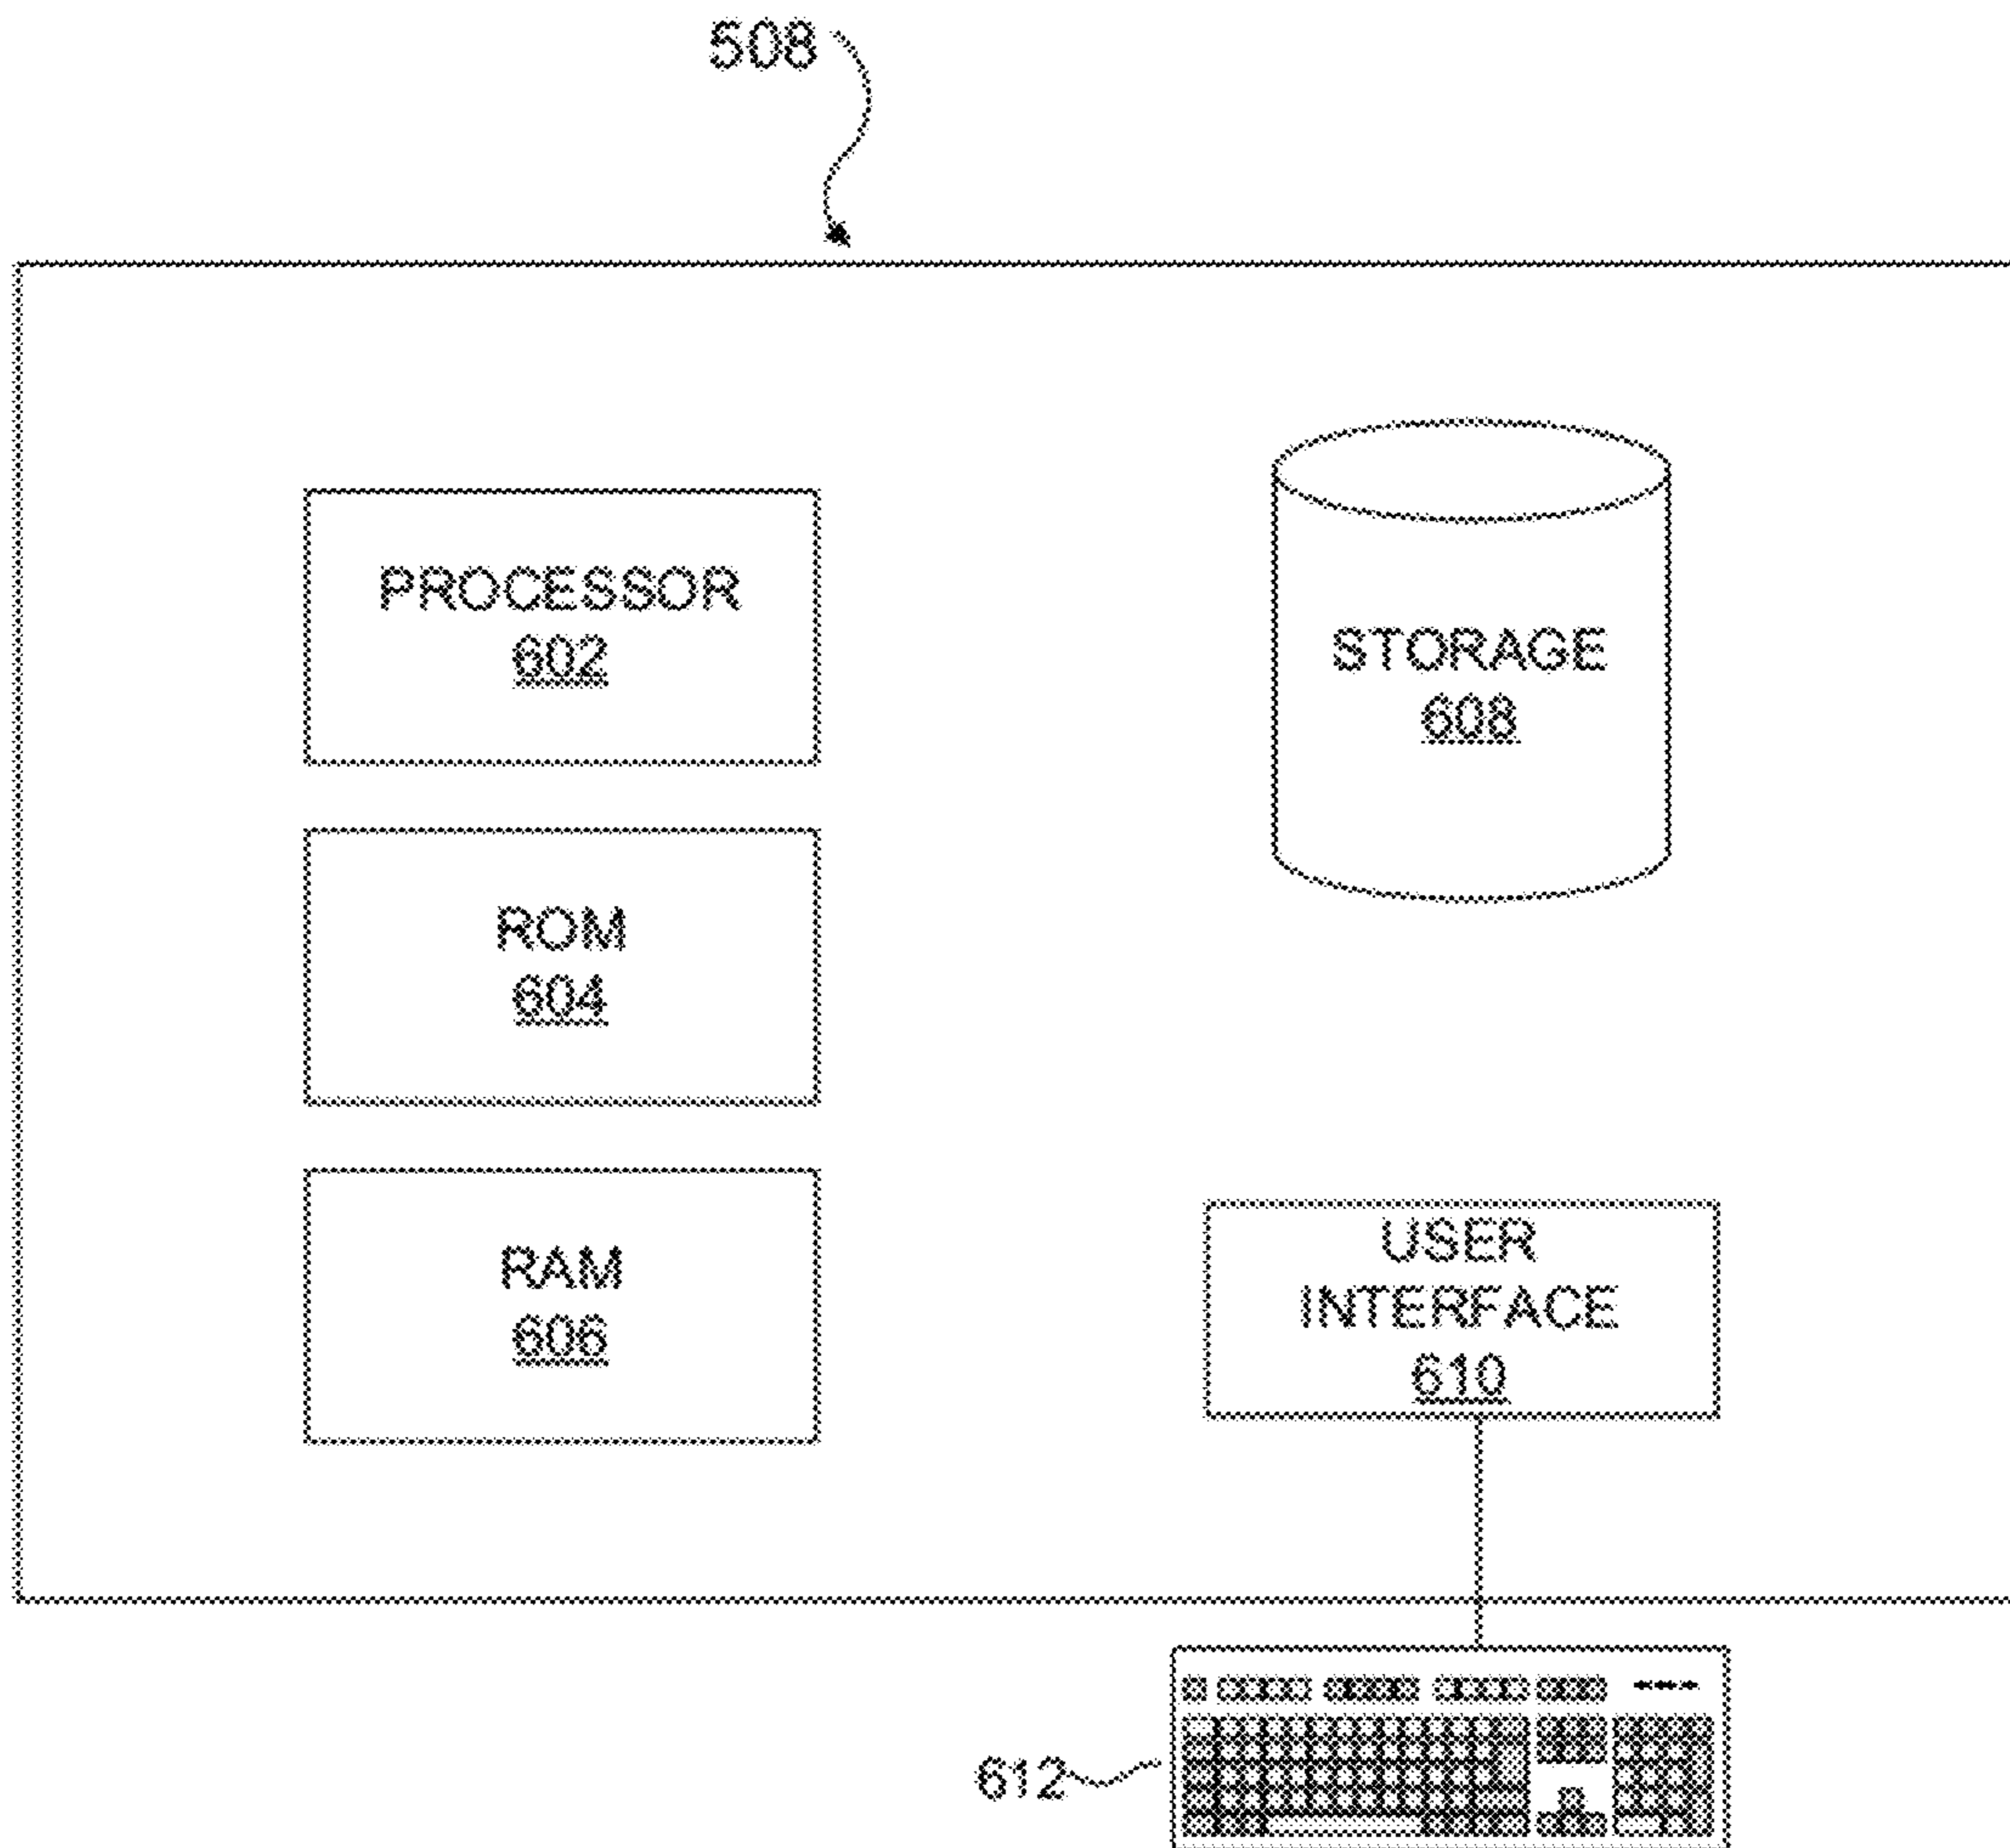 508
PROCESSOR
602
STORAGE
608
ROM
604
RAM
606
USER
INTERFACE
610
612